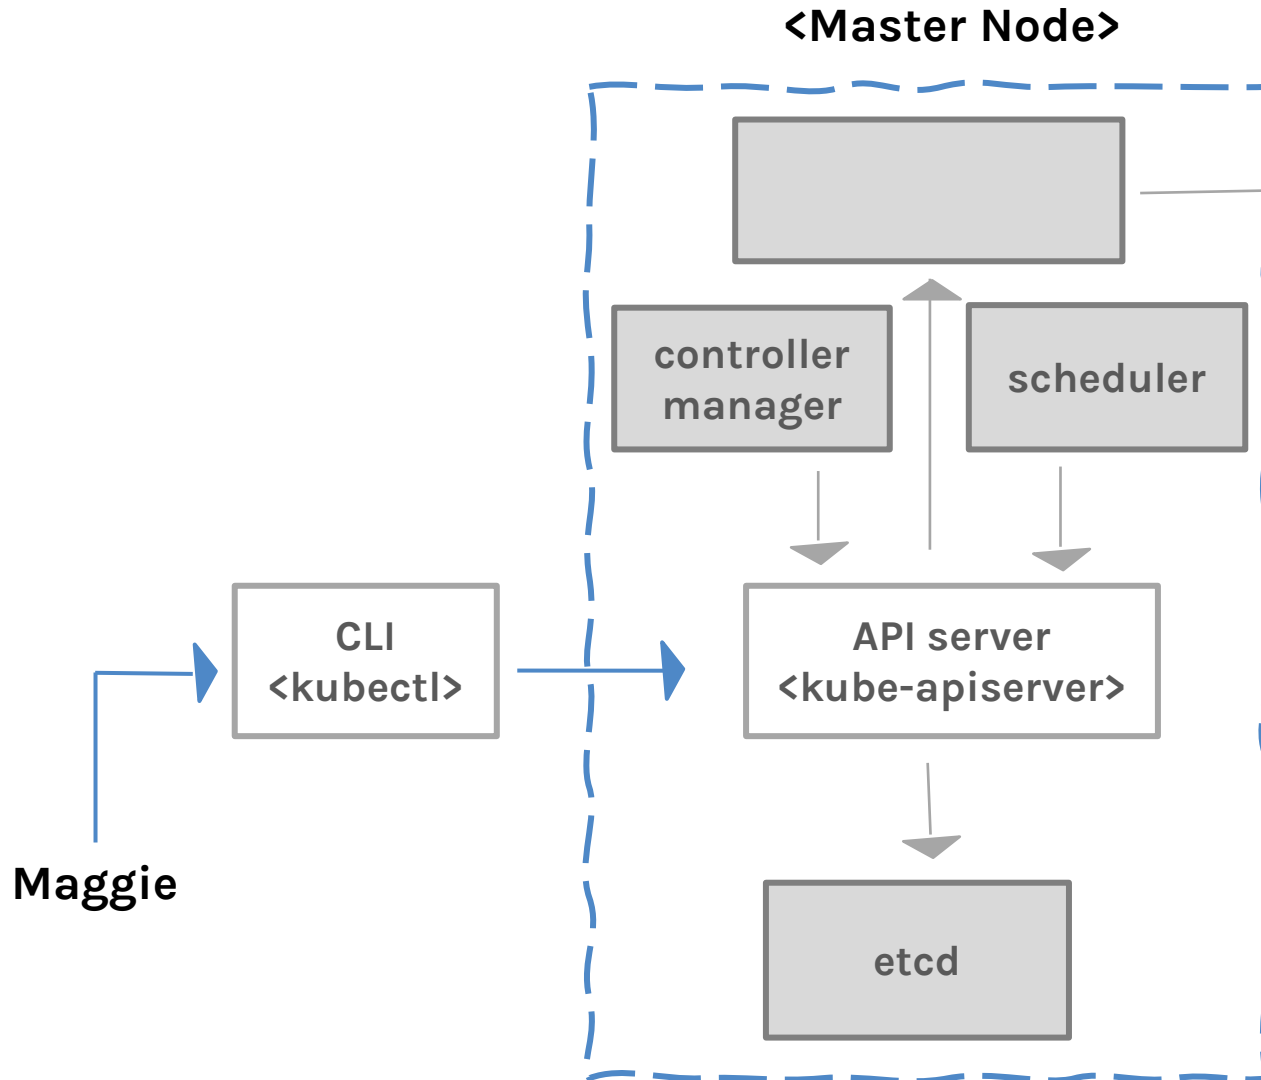 <Master Node>
controller
manager
scheduler
CLI
<kubectl>
API server
<kube-apiserver>
Maggie
etcd